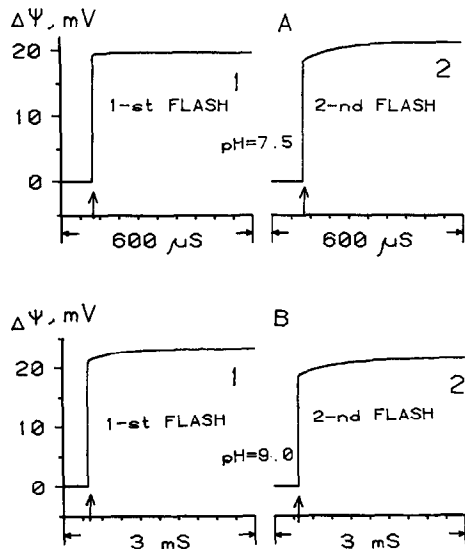 ΔΨ, mV
A
20
10
0
1
1-st FLASH
2
2-nd FLASH
pH=7.5
600 μS
600 μS
ΔΨ, mV
B
20
10
0
1
1-st FLASH
2
2-nd FLASH
pH=9.0
3 mS
3 mS